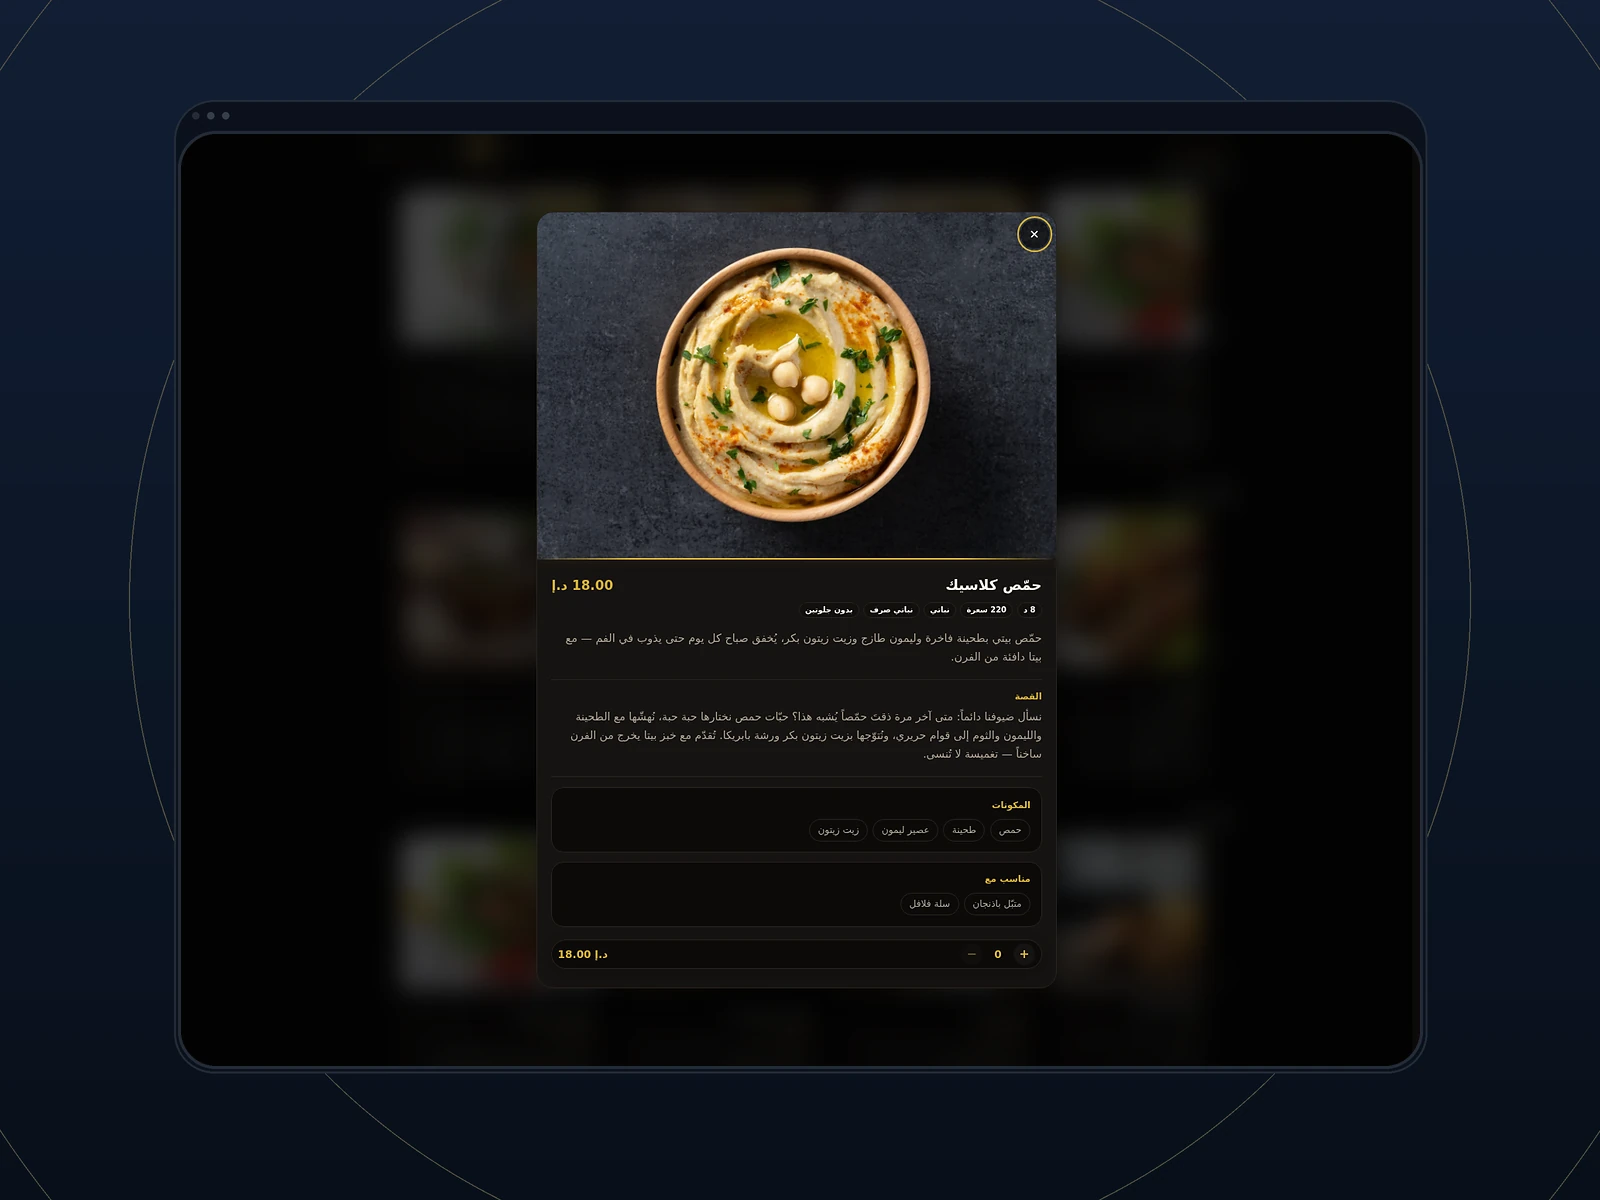 ×
حمّص كلاسيك
18.00 د.إ
8 د
220 سعرة
نباتي
نباتي صرف
بدون جلوتين
حمّص بيتي بطحينة فاخرة وليمون طازج وزيت زيتون بكر، يُخفق صباح كل يوم حتى يذوب في الفم — مع
بيتا دافئة من الفرن.
القصة
نسأل ضيوفنا دائماً: متى آخر مرة ذقتَ حمّصاً يُشبه هذا؟ حبّات حمص نختارها حبة حبة، نُهشّها مع الطحينة
والليمون والثوم إلى قوام حريري، ونُتوّجها بزيت زيتون بكر ورشة بابريكا. تُقدّم مع خبز بيتا يخرج من الفرن
ساخناً — تغميسة لا تُنسى.
المكونات
حمص
طحينة
عصير ليمون
زيت زيتون
مناسب مع
متبّل باذنجان
سلة فلافل
+ 0 −
د.إ 18.00